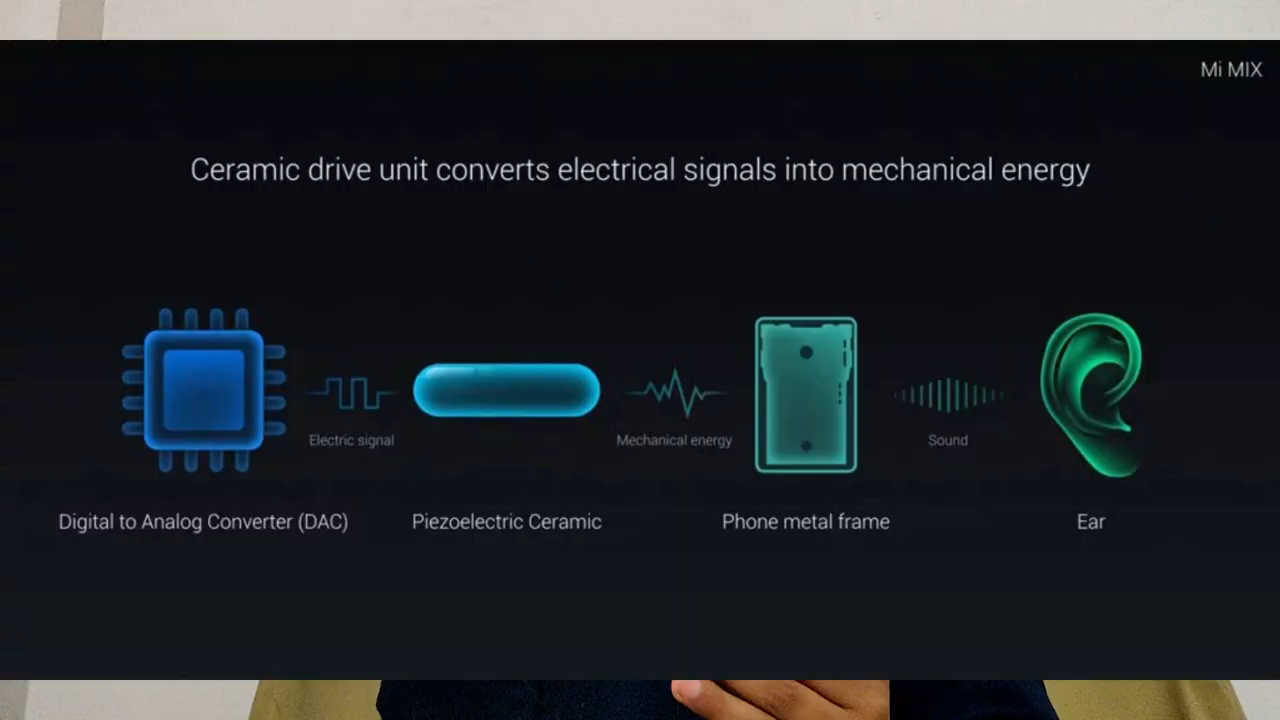 Mi MIX
Ceramic drive unit converts electrical signals into mechanical energy
Electric signal
Mechanical energy
Sound
Digital to Analog Converter (DAC)
Piezoelectric Ceramic
Phone metal frame
Ear